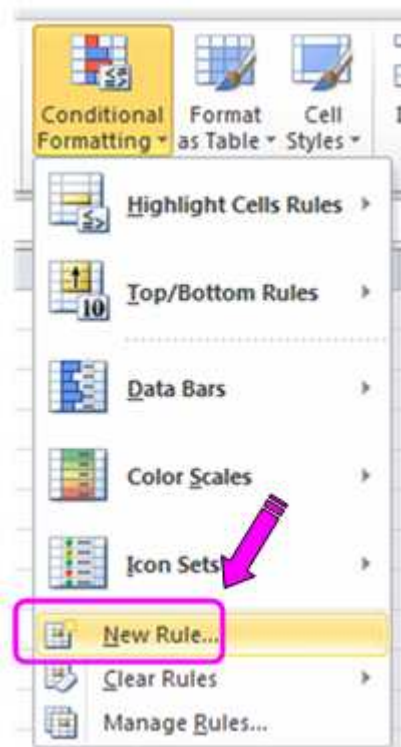 Conditional Format Cell
Formatting as Table Styles
Highlight Cells Rules
Top/Bottom Rules
10
Data Bars
Color Scales
Icon Sets
New Rule...
Clear Rules
Manage Rules...